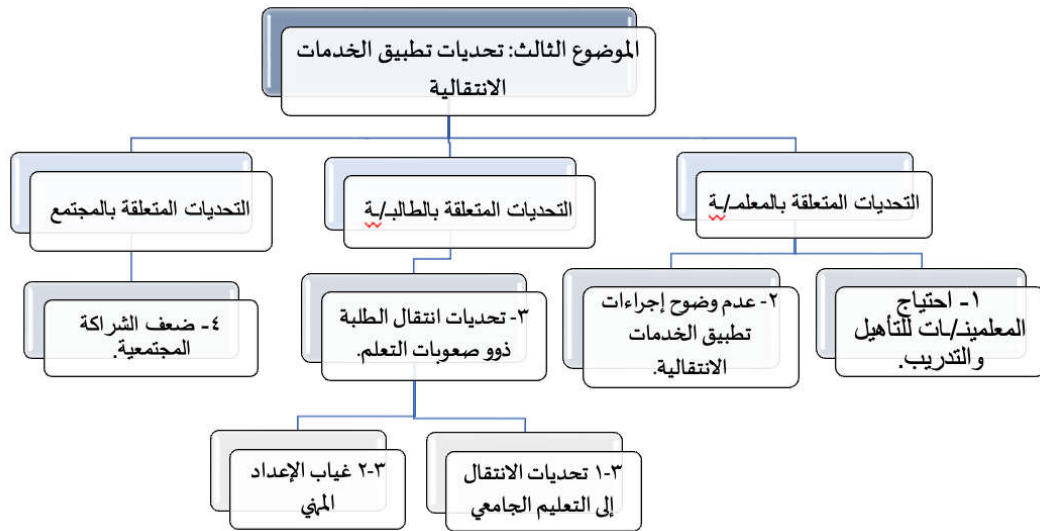 الموضوع الثالث: تحديات تطبيق الخدمات
الانتقالية
التحديات المتعلقة بالمعلمـ/ـة
التحديات المتعلقة بالطالبـ/ـة
التحديات المتعلقة بالمجتمع
١- احتياج
المعلمينـ/ـات للتأهيل
والتدريب.
٢- عدم وضوح إجراءات
تطبيق الخدمات
الانتقالية.
٣- تحديات انتقال الطلبة
ذوو صعوبات التعلم.
٤- ضعف الشراكة
المجتمعية.
٣-١ تحديات الانتقال
إلى التعليم الجامعي
٣-٢ غياب الإعداد
المهني